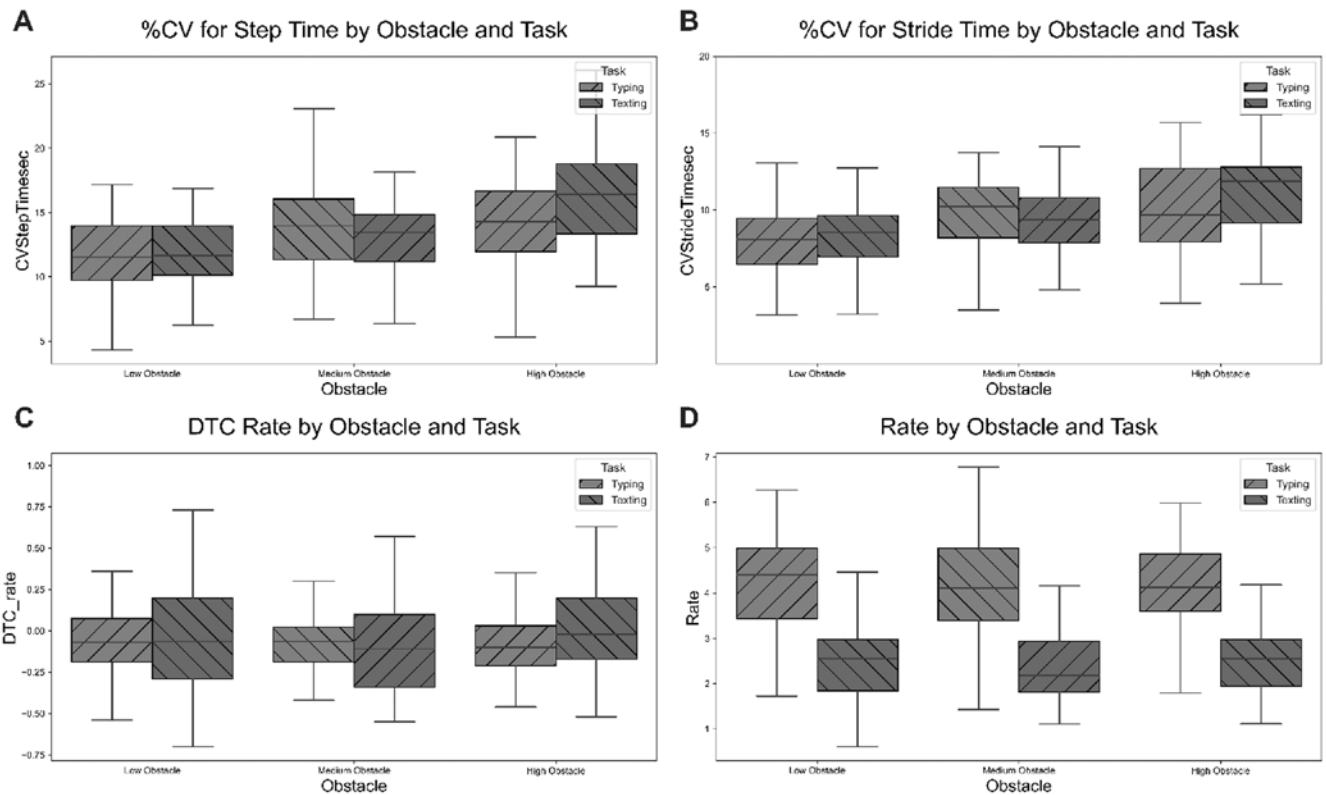 A
%CV for Step Time by Obstacle and Task
CVStepTimesec
25
20
15
10
5
Task
Typing
Texting
Low Obstacle
Medium Obstacle
High Obstacle
Obstacle
B
%CV for Stride Time by Obstacle and Task
CVStrideTimesec
20
15
10
5
Task
Typing
Texting
Low Obstacle
Medium Obstacle
High Obstacle
Obstacle
C
DTC Rate by Obstacle and Task
DTC_rate
1.00
0.75
0.50
0.25
0.00
−0.25
−0.50
−0.75
Task
Typing
Texting
Low Obstacle
Medium Obstacle
High Obstacle
Obstacle
D
Rate by Obstacle and Task
Rate
7
6
5
4
3
2
1
Task
Typing
Texting
Low Obstacle
Medium Obstacle
High Obstacle
Obstacle